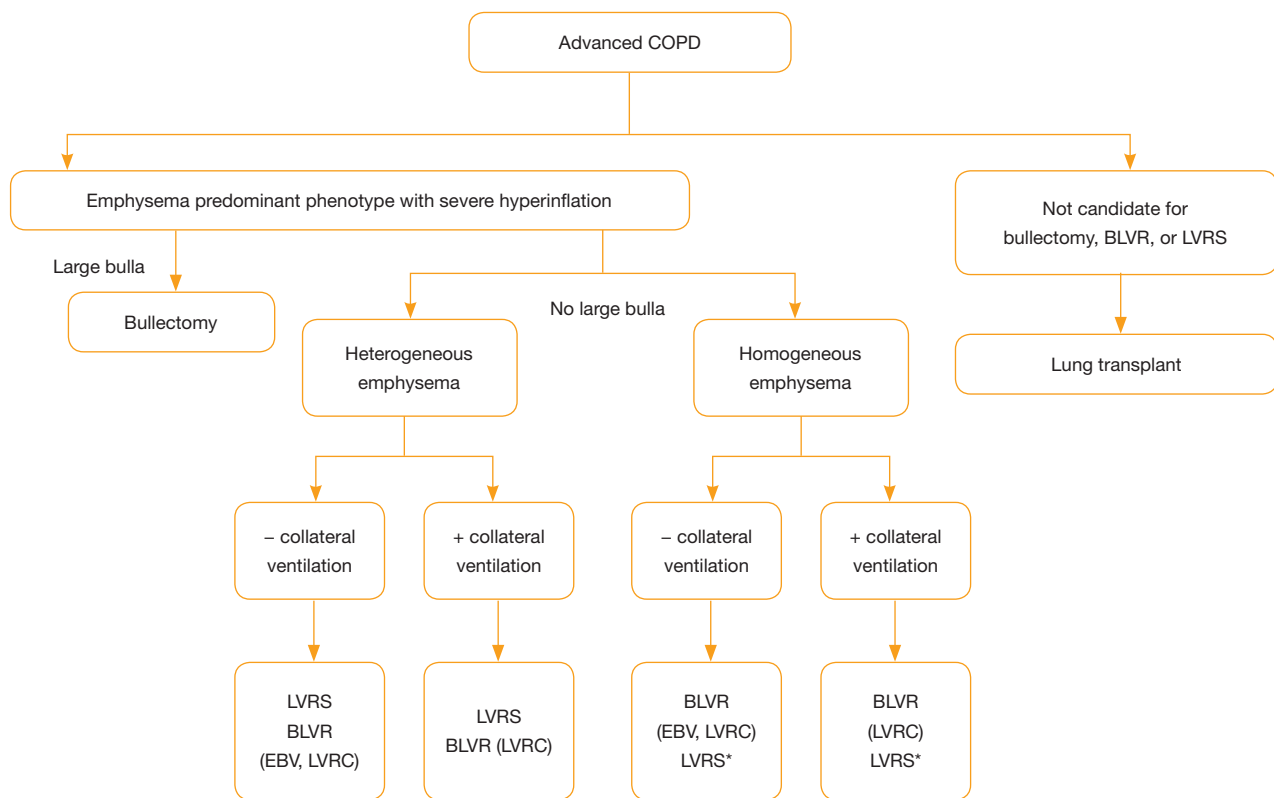 Advanced COPD
Emphysema predominant phenotype with severe hyperinflation
Not candidate for
bullectomy, BLVR, or LVRS
Large bulla
Bullectomy
No large bulla
Heterogeneous
emphysema
Homogeneous
emphysema
Lung transplant
– collateral
ventilation
+ collateral
ventilation
– collateral
ventilation
+ collateral
ventilation
LVRS
BLVR
(EBV, LVRC)
LVRS
BLVR (LVRC)
BLVR
(EBV, LVRC)
LVRS*
BLVR
(LVRC)
LVRS*